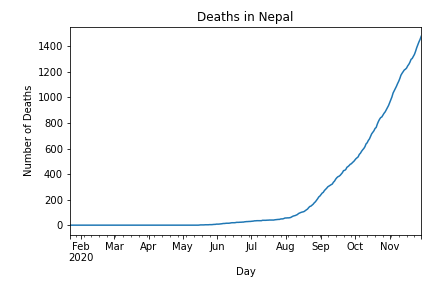 Deaths in Nepal
1400
1200
1000
800
600
400
200
0
Number of Deaths
Feb Mar Apr May Jun Jul Aug Sep Oct Nov
2020
Day